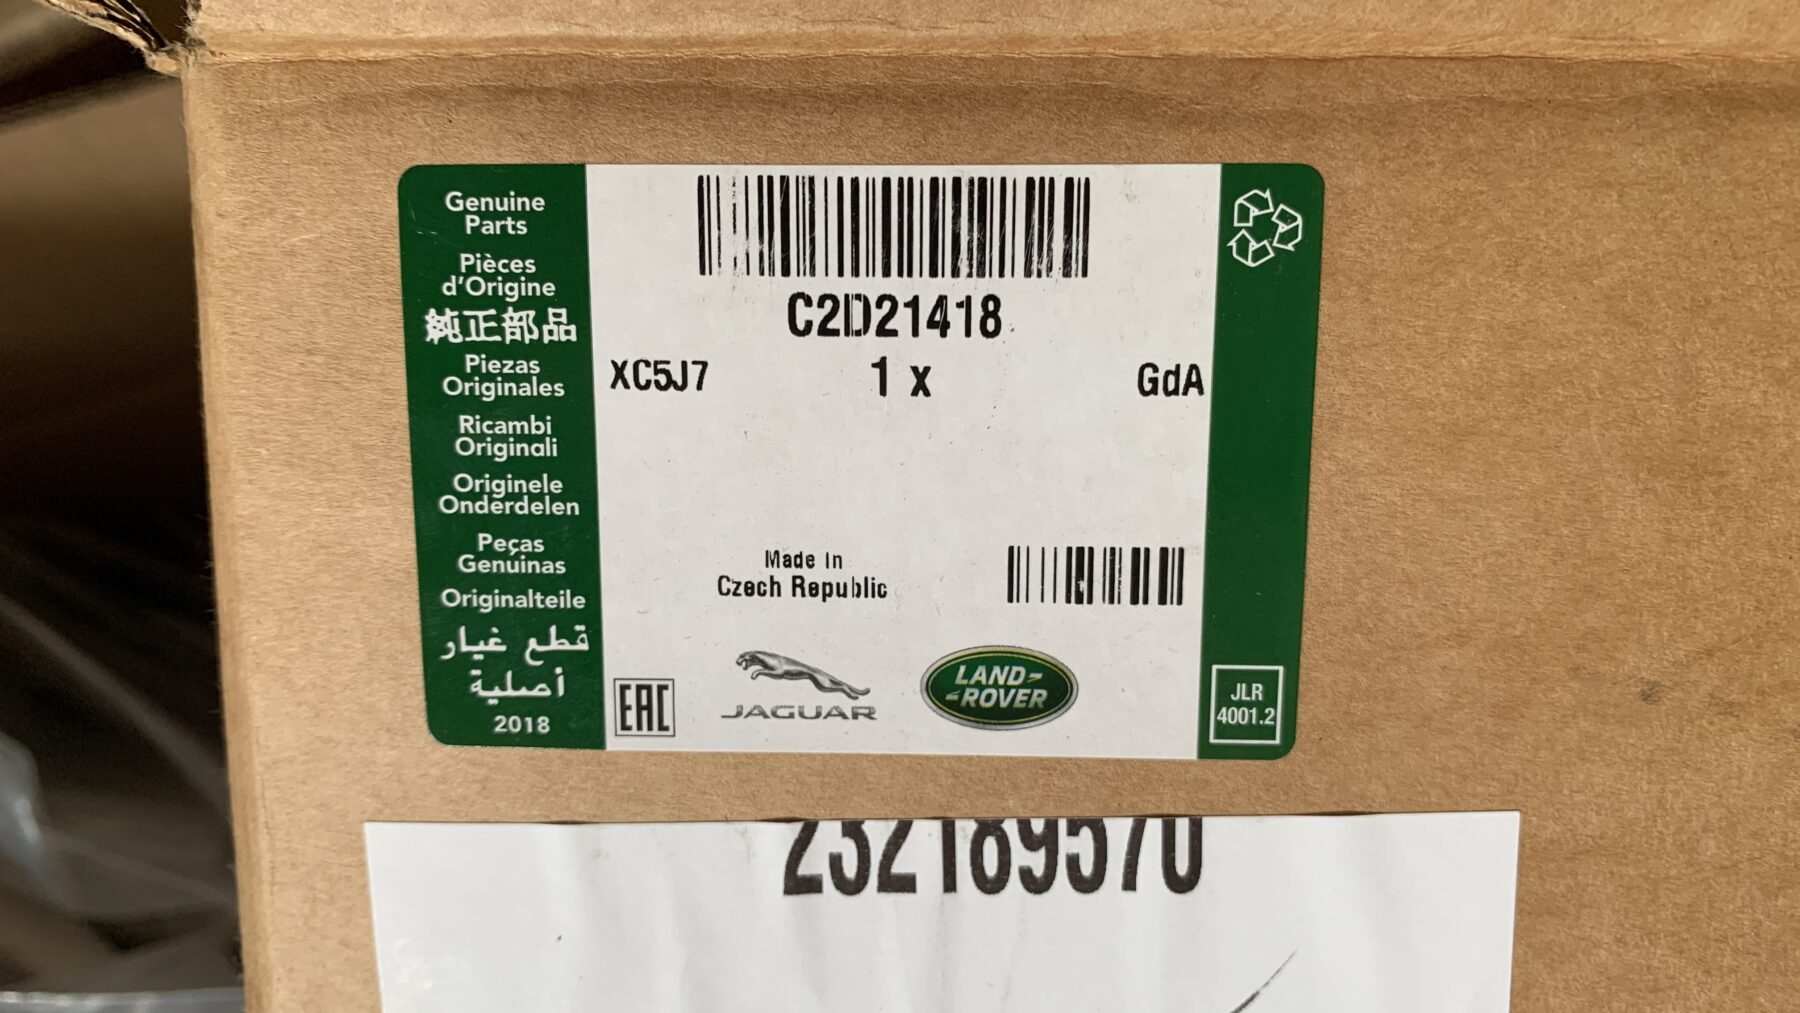 Genuine
Parts
Pièces
d'Origine
純正部品
Piezas
Originales
Ricambi
Originali
Originele
Onderdelen
Peças
Genuínas
Originalteile
قطع غيار
أصلية
2018
C2D21418
XC5J7 1 x GdA
Made In
Czech Republic
EAC
JAGUAR
LAND-
-ROVER
JLR
4001.2
232189570